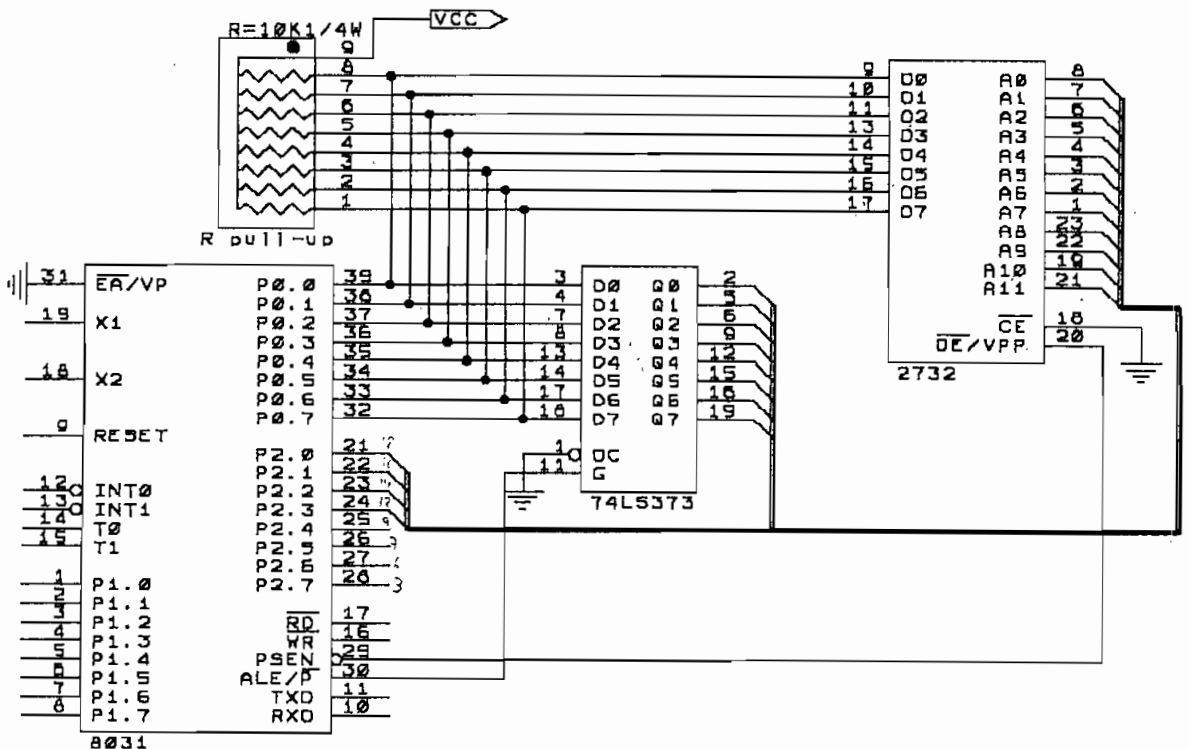 VCC
R=10K1/4W
9
8
7
6
5
4
3
2
1
R pull-up
9 D0 A0 8
10 D1 A1 7
11 D2 A2 6
13 D3 A3 5
14 D4 A4 4
15 D5 A5 3
16 D6 A6 2
17 D7 A7 1
A8 23
A9 22
A10 19
A11 21
CE 18
OE/VPP 20
2732
31 EA/VP P0.0 39
P0.1 38
19 X1 P0.2 37
P0.3 36
P0.4 35
18 X2 P0.5 34
P0.6 33
P0.7 32
9 RESET
P2.0 21
P2.1 22
12 INT0 P2.2 23
13 INT1 P2.3 24
14 T0 P2.4 25
15 T1 P2.5 26
P2.6 27
1 P1.0 P2.7 28
2 P1.1
3 P1.2 RD 17
4 P1.3 WR 16
5 P1.4 PSEN 29
6 P1.5 ALE/P 30
7 P1.6 TXD 11
8 P1.7 RXD 10
8031
3 D0 Q0 2
4 D1 Q1 5
7 D2 Q2 6
8 D3 Q3 9
13 D4 Q4 12
14 D5 Q5 15
17 D6 Q6 16
18 D7 Q7 19
1 OC
11 G
74LS373